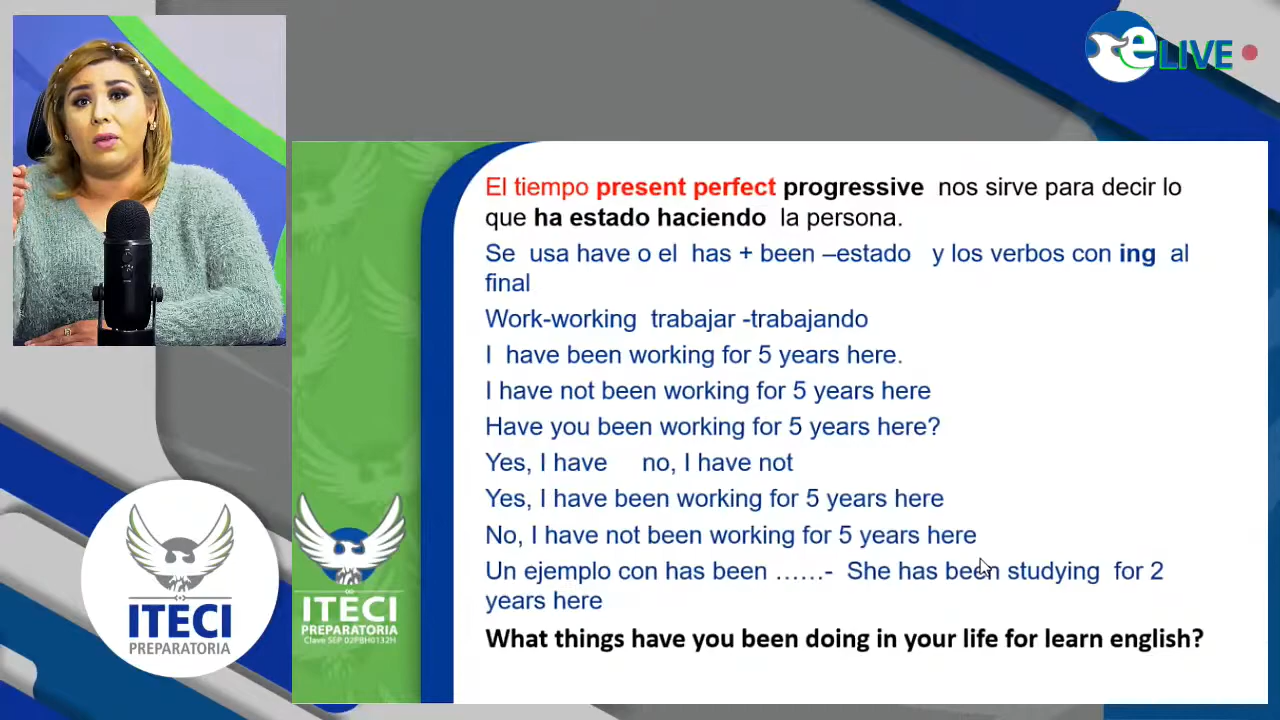 eLIVE
El tiempo present perfect progressive nos sirve para decir lo
que ha estado haciendo la persona.
Se usa have o el has + been –estado y los verbos con ing al
final
Work-working trabajar -trabajando
I have been working for 5 years here.
I have not been working for 5 years here
Have you been working for 5 years here?
Yes, I have no, I have not
Yes, I have been working for 5 years here
No, I have not been working for 5 years here
Un ejemplo con has been ……- She has been studying for 2
years here
What things have you been doing in your life for learn english?
ITECI
PREPARATORIA
ITECI
PREPARATORIA
Clave SEP 02PBH0132H